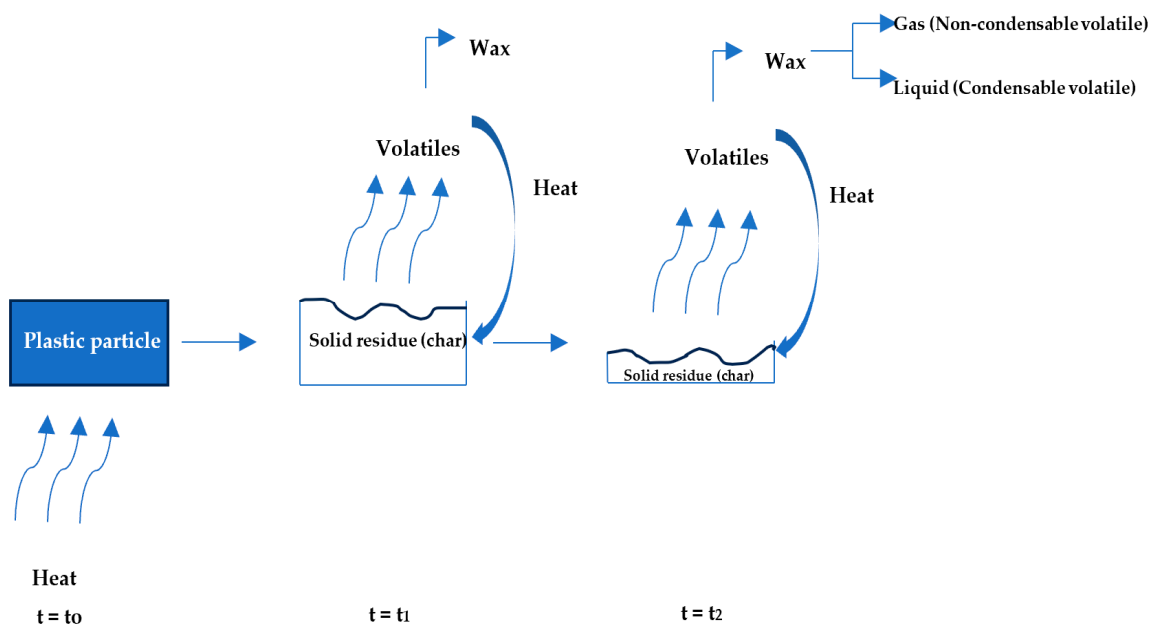 Gas (Non-condensable volatile)
Wax
Wax
Liquid (Condensable volatile)
Volatiles
Volatiles
Heat
Heat
Plastic particle
Solid residue (char)
Solid residue (char)
Heat
t = t0
t = t1
t = t2